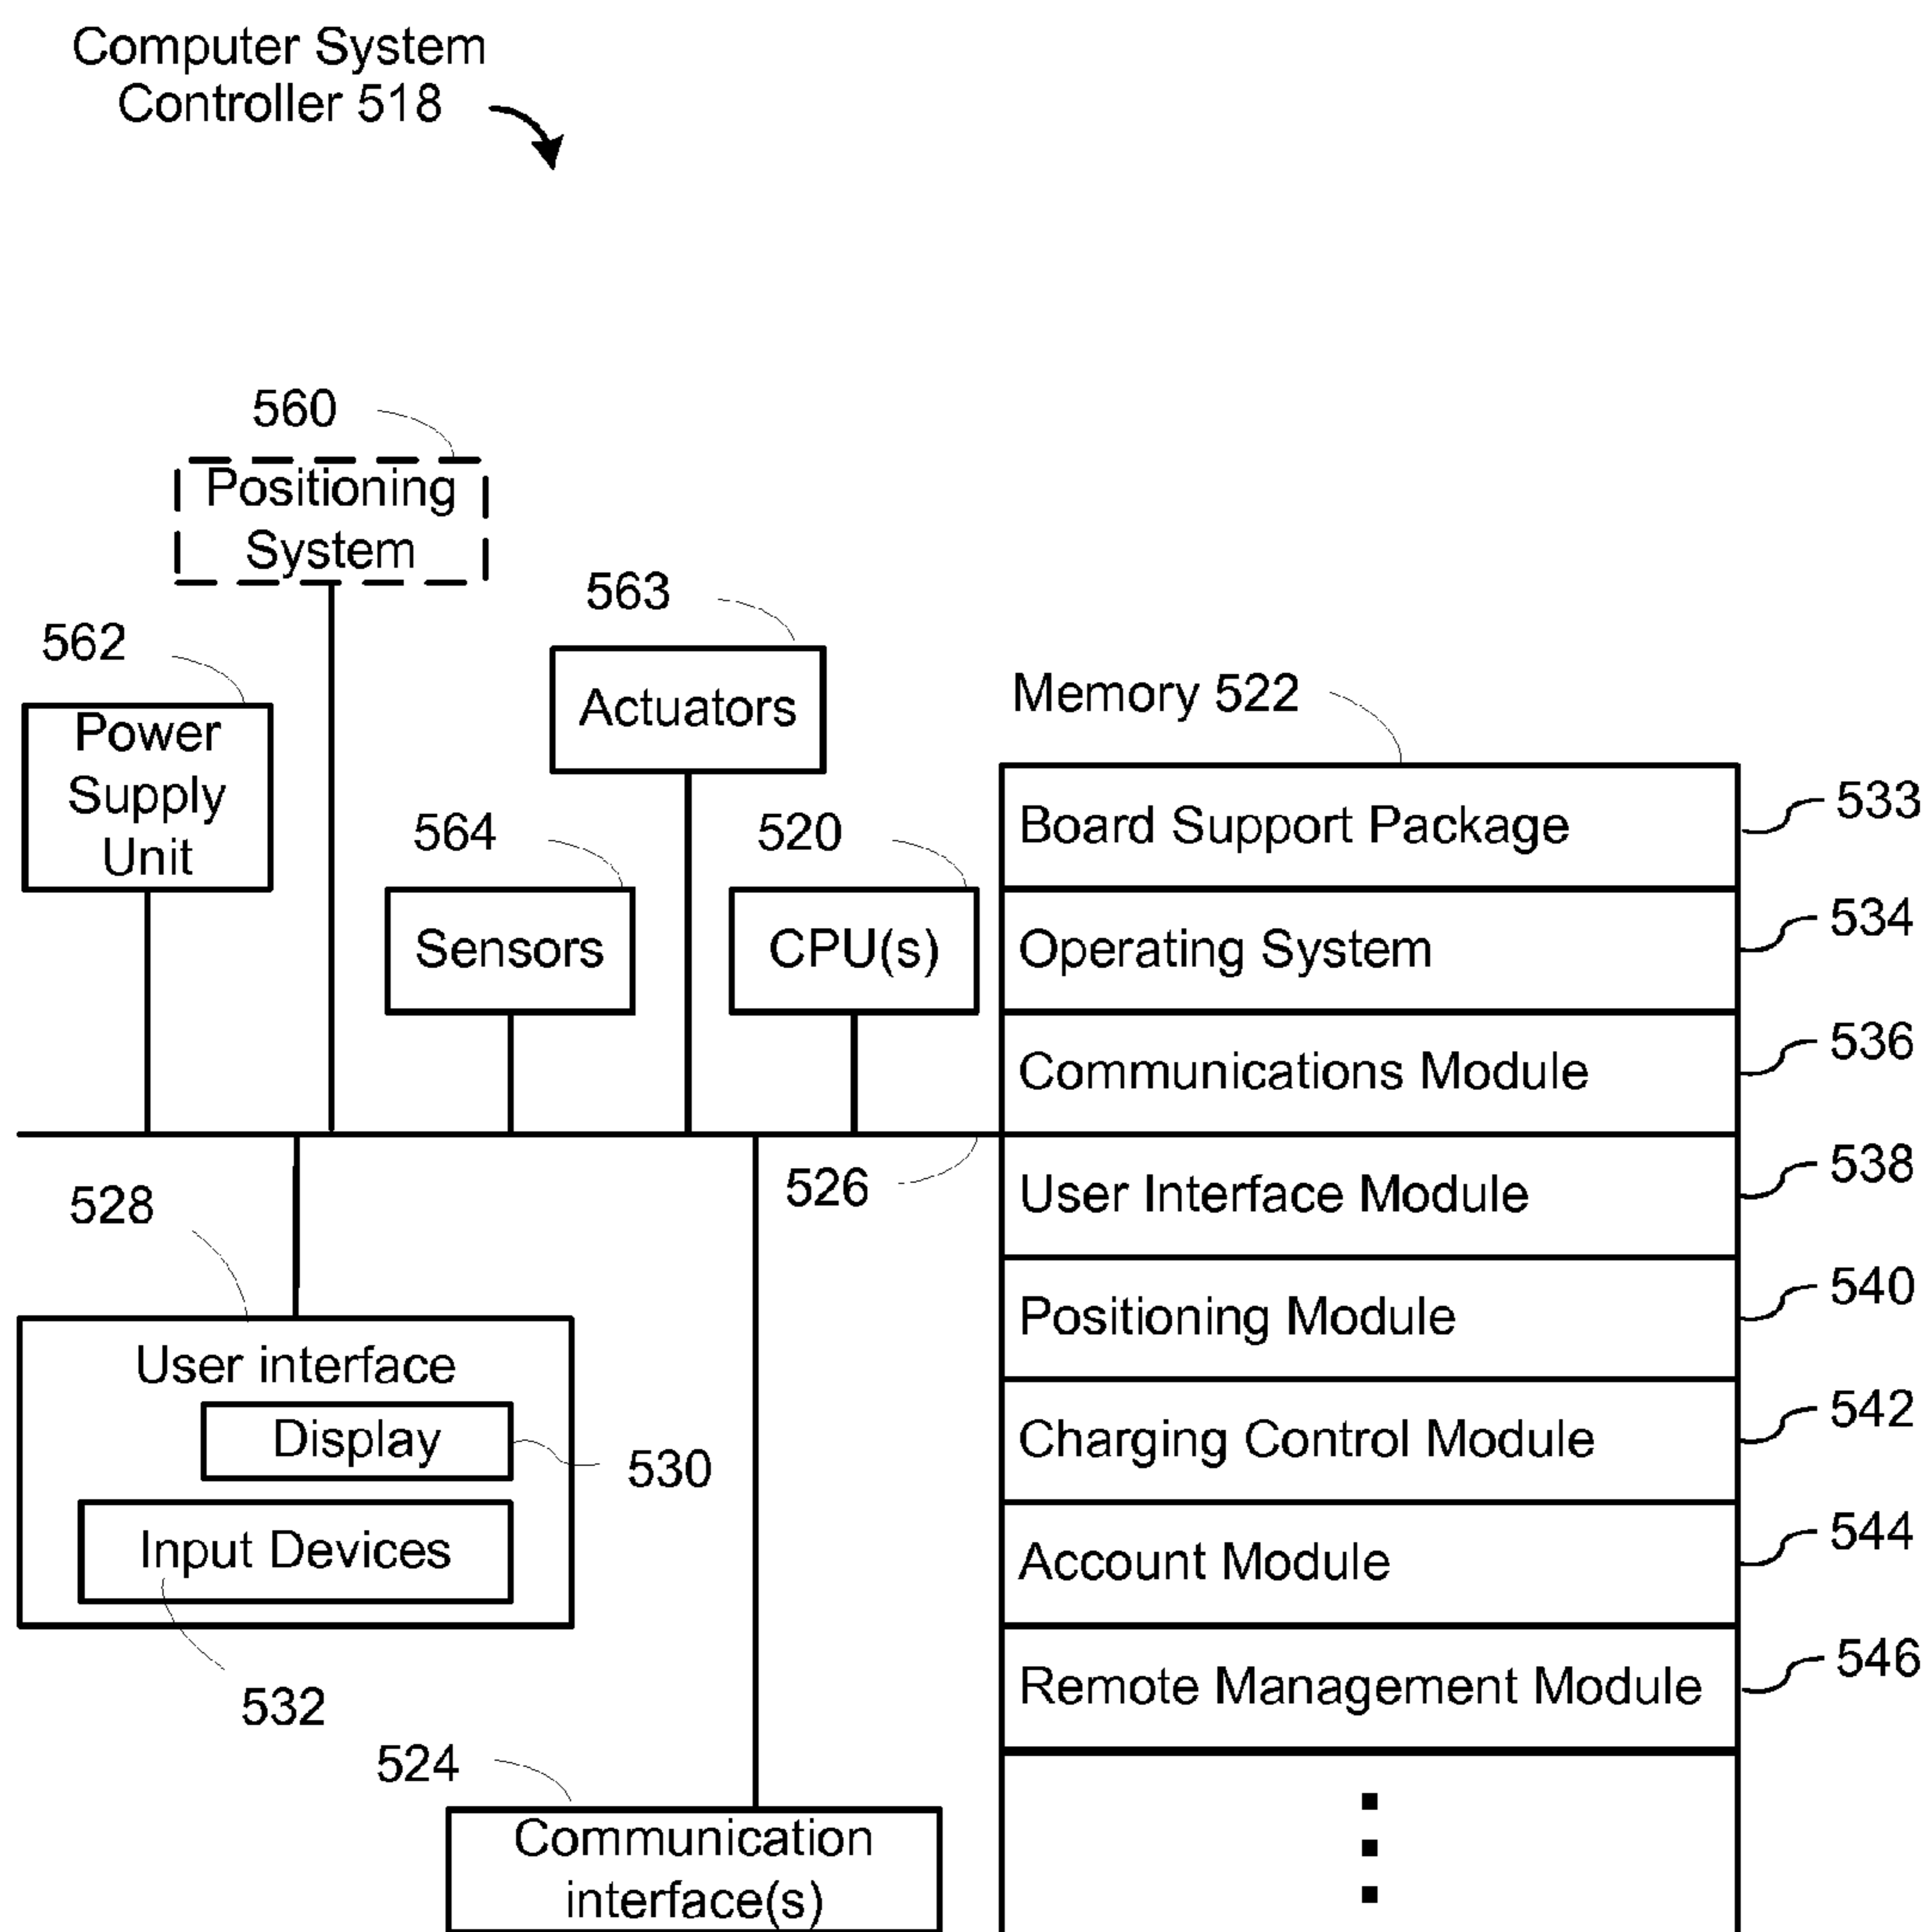 Computer System
Controller 518
560
Positioning
System
563
562
Actuators
Memory 522
Power
Supply
Unit
564
520
Board Support Package
533
Sensors
CPU(s)
Operating System
534
Communications Module
536
526
528
User Interface Module
538
Positioning Module
540
User interface
Display
530
Charging Control Module
542
Input Devices
532
Account Module
544
Remote Management Module
546
524
Communication
interface(s)